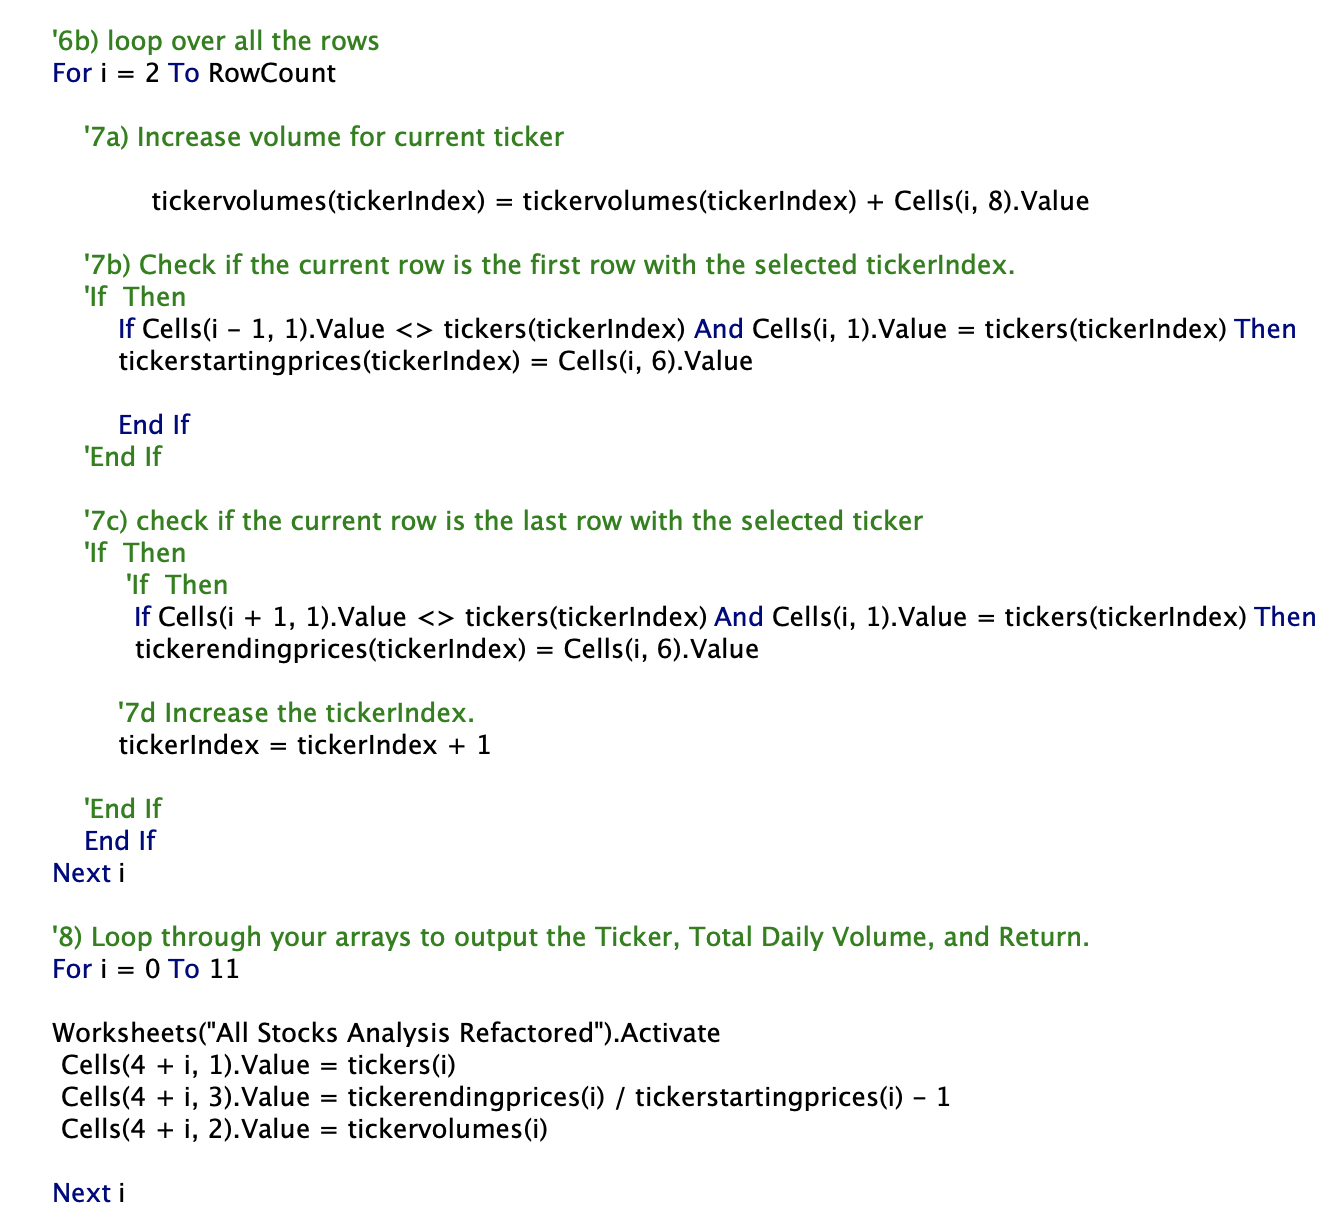 '6b) loop over all the rows
For i = 2 To RowCount
'7a) Increase volume for current ticker
tickervolumes(tickerIndex) = tickervolumes(tickerIndex) + Cells(i, 8).Value
'7b) Check if the current row is the first row with the selected tickerIndex.
'If  Then
If Cells(i - 1, 1).Value <> tickers(tickerIndex) And Cells(i, 1).Value = tickers(tickerIndex) Then
tickerstartingprices(tickerIndex) = Cells(i, 6).Value
End If
'End If
'7c) check if the current row is the last row with the selected ticker
'If  Then
'If  Then
If Cells(i + 1, 1).Value <> tickers(tickerIndex) And Cells(i, 1).Value = tickers(tickerIndex) Then
tickerendingprices(tickerIndex) = Cells(i, 6).Value
'7d Increase the tickerIndex.
tickerIndex = tickerIndex + 1
'End If
End If
Next i
'8) Loop through your arrays to output the Ticker, Total Daily Volume, and Return.
For i = 0 To 11
Worksheets("All Stocks Analysis Refactored").Activate
Cells(4 + i, 1).Value = tickers(i)
Cells(4 + i, 3).Value = tickerendingprices(i) / tickerstartingprices(i) - 1
Cells(4 + i, 2).Value = tickervolumes(i)
Next i